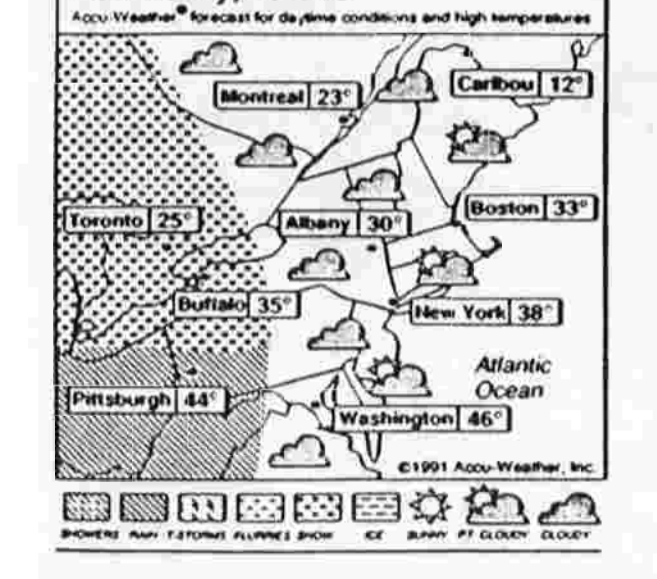 Accu-Weather® forecast for daytime conditions and high temperatures
Caribou 12°
Montreal 23°
Toronto 25°
Albany 30°
Boston 33°
Buffalo 35°
New York 38°
Atlantic
Ocean
Pittsburgh 44°
Washington 46°
©1991 Accu-Weather, Inc.
SHOWERS RAIN T-STORMS FLURRIES SNOW ICE SUNNY PT CLOUDY CLOUDY